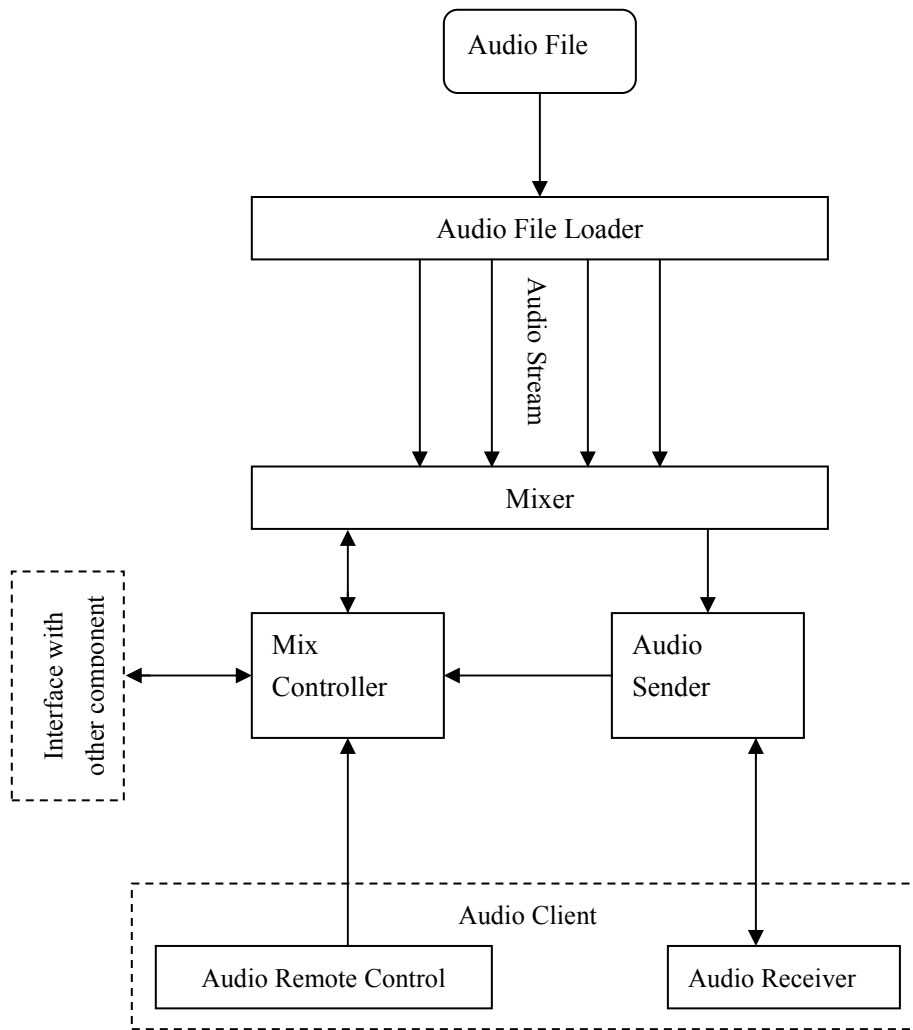 Audio File
Audio File Loader
Audio Stream
Mixer
Interface with
other component
Mix
Controller
Audio
Sender
Audio Client
Audio Remote Control
Audio Receiver